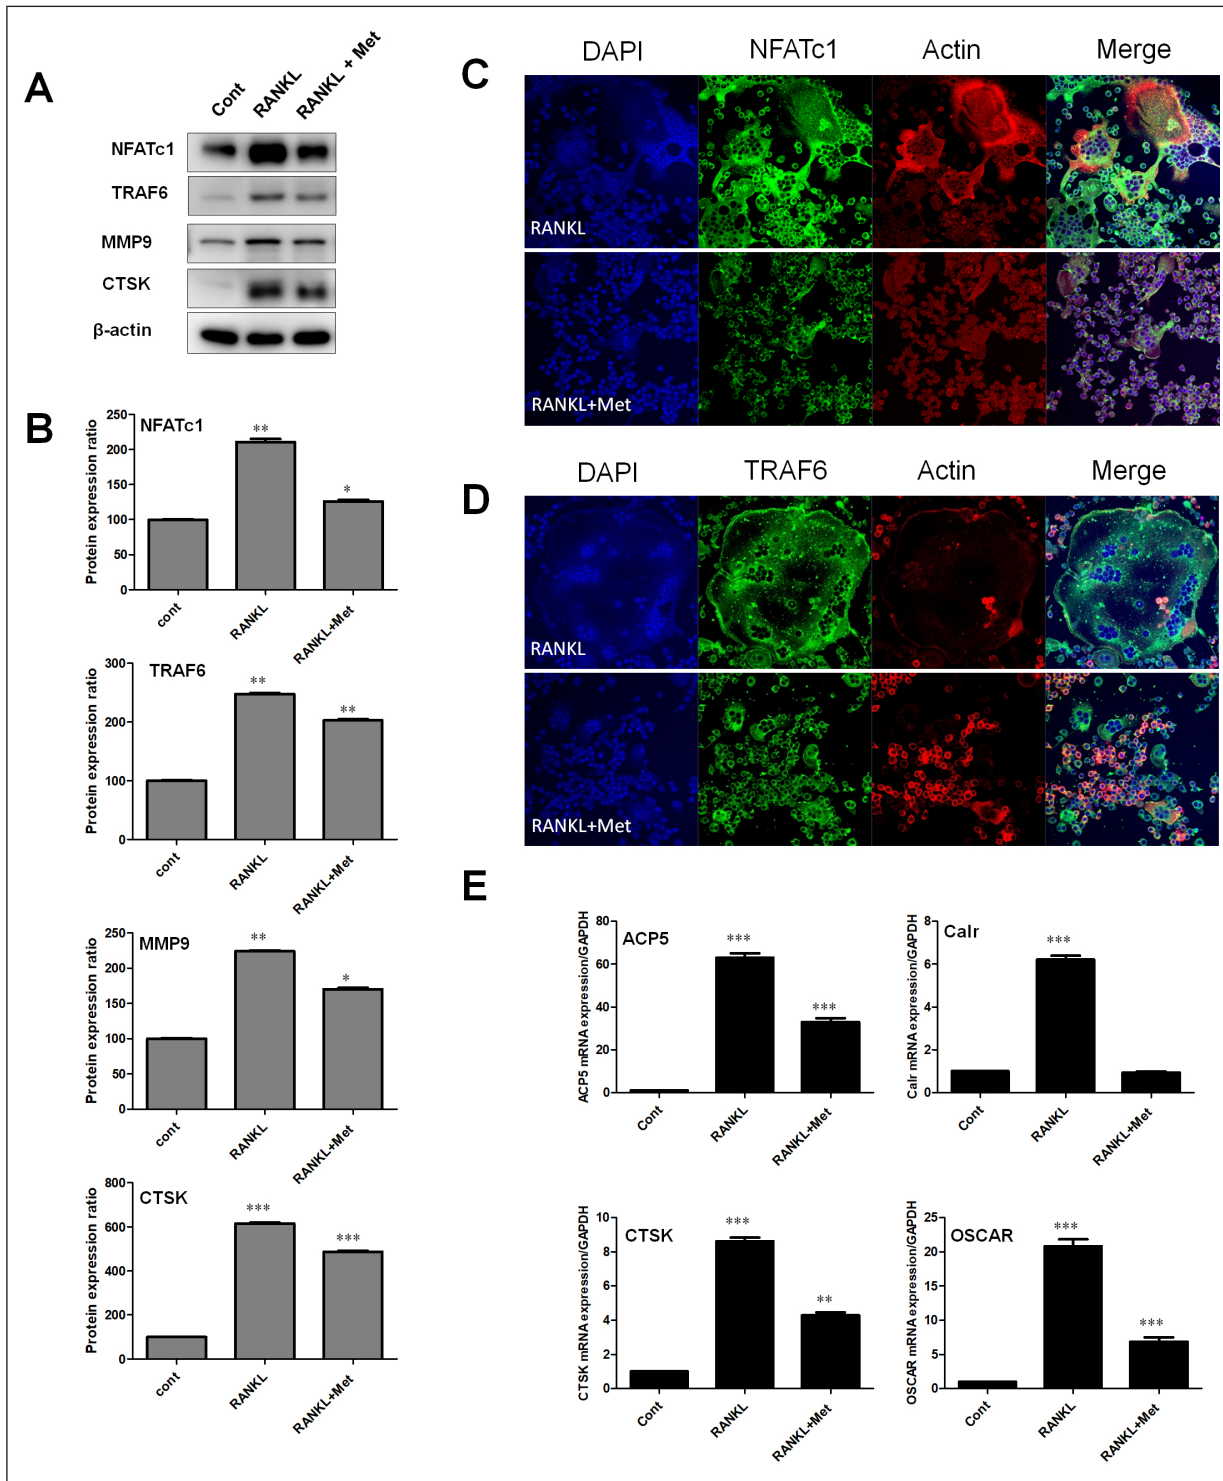 A
Cont
RANKL
RANKL + Met
NFATc1
TRAF6
MMP9
CTSK
β-actin
B
NFATc1
Protein expression ratio
250
200
150
100
50
0
cont
RANKL
RANKL+Met
**
*
TRAF6
Protein expression ratio
300
200
100
0
cont
RANKL
RANKL+Met
**
**
MMP9
Protein expression ratio
250
200
150
100
50
0
cont
RANKL
RANKL+Met
**
*
CTSK
Protein expression ratio
800
600
400
200
0
cont
RANKL
RANKL+Met
***
***
C
DAPI
NFATc1
Actin
Merge
RANKL
RANKL+Met
D
DAPI
TRAF6
Actin
Merge
RANKL
RANKL+Met
E
ACP5
ACP5 mRNA expression/GAPDH
80
60
40
20
0
Cont
RANKL
RANKL+Met
***
***
Calr
Calr mRNA expression/GAPDH
8
6
4
2
0
Cont
RANKL
RANKL+Met
***
CTSK
CTSK mRNA expression/GAPDH
10
8
6
4
2
0
Cont
RANKL
RANKL+Met
***
**
OSCAR
OSCAR mRNA expression/GAPDH
25
20
15
10
5
0
Cont
RANKL
RANKL+Met
***
***